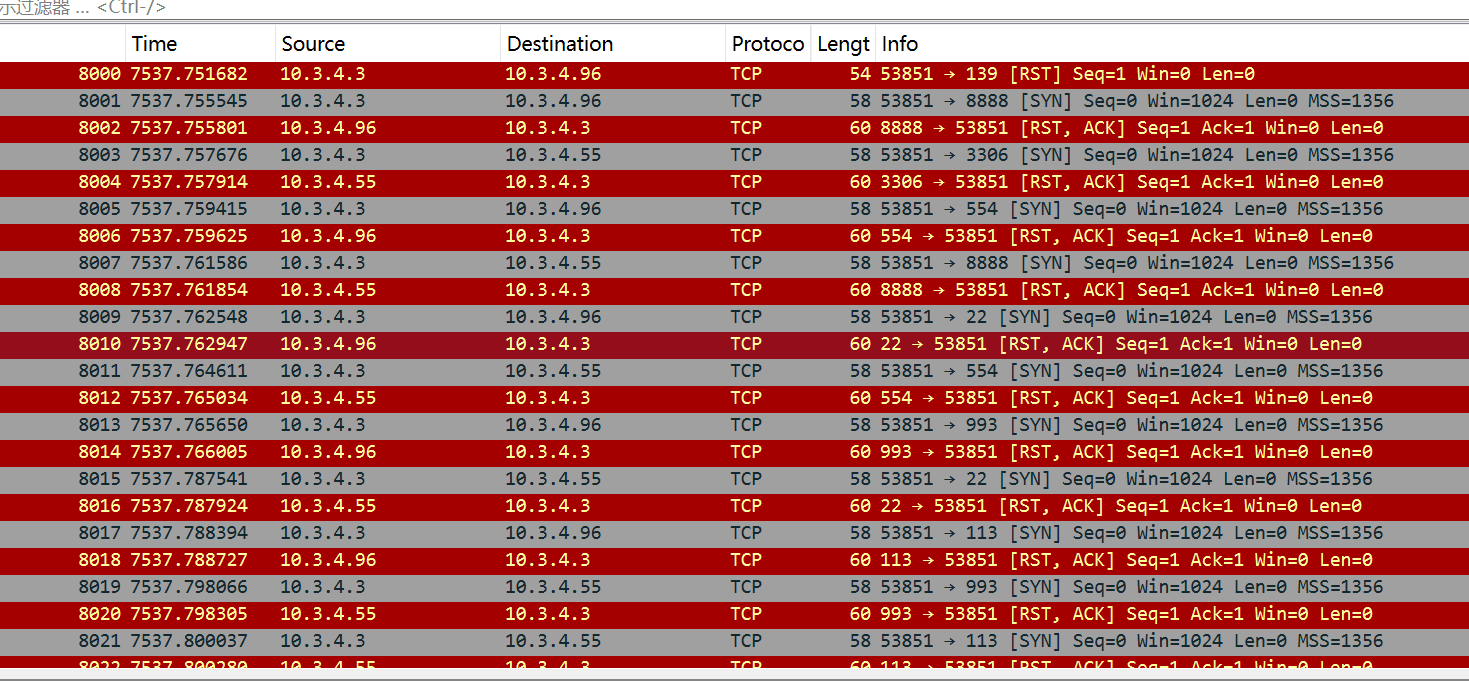 示过滤器 … <Ctrl-/>
Time Source Destination Protoco Lengt Info
8000 7537.751682 10.3.4.3 10.3.4.96 TCP 54 53851 → 139 [RST] Seq=1 Win=0 Len=0
8001 7537.755545 10.3.4.3 10.3.4.96 TCP 58 53851 → 8888 [SYN] Seq=0 Win=1024 Len=0 MSS=1356
8002 7537.755801 10.3.4.96 10.3.4.3 TCP 60 8888 → 53851 [RST, ACK] Seq=1 Ack=1 Win=0 Len=0
8003 7537.757676 10.3.4.3 10.3.4.55 TCP 58 53851 → 3306 [SYN] Seq=0 Win=1024 Len=0 MSS=1356
8004 7537.757914 10.3.4.55 10.3.4.3 TCP 60 3306 → 53851 [RST, ACK] Seq=1 Ack=1 Win=0 Len=0
8005 7537.759415 10.3.4.3 10.3.4.96 TCP 58 53851 → 554 [SYN] Seq=0 Win=1024 Len=0 MSS=1356
8006 7537.759625 10.3.4.96 10.3.4.3 TCP 60 554 → 53851 [RST, ACK] Seq=1 Ack=1 Win=0 Len=0
8007 7537.761586 10.3.4.3 10.3.4.55 TCP 58 53851 → 8888 [SYN] Seq=0 Win=1024 Len=0 MSS=1356
8008 7537.761854 10.3.4.55 10.3.4.3 TCP 60 8888 → 53851 [RST, ACK] Seq=1 Ack=1 Win=0 Len=0
8009 7537.762548 10.3.4.3 10.3.4.96 TCP 58 53851 → 22 [SYN] Seq=0 Win=1024 Len=0 MSS=1356
8010 7537.762947 10.3.4.96 10.3.4.3 TCP 60 22 → 53851 [RST, ACK] Seq=1 Ack=1 Win=0 Len=0
8011 7537.764611 10.3.4.3 10.3.4.55 TCP 58 53851 → 554 [SYN] Seq=0 Win=1024 Len=0 MSS=1356
8012 7537.765034 10.3.4.55 10.3.4.3 TCP 60 554 → 53851 [RST, ACK] Seq=1 Ack=1 Win=0 Len=0
8013 7537.765650 10.3.4.3 10.3.4.96 TCP 58 53851 → 993 [SYN] Seq=0 Win=1024 Len=0 MSS=1356
8014 7537.766005 10.3.4.96 10.3.4.3 TCP 60 993 → 53851 [RST, ACK] Seq=1 Ack=1 Win=0 Len=0
8015 7537.787541 10.3.4.3 10.3.4.55 TCP 58 53851 → 22 [SYN] Seq=0 Win=1024 Len=0 MSS=1356
8016 7537.787924 10.3.4.55 10.3.4.3 TCP 60 22 → 53851 [RST, ACK] Seq=1 Ack=1 Win=0 Len=0
8017 7537.788394 10.3.4.3 10.3.4.96 TCP 58 53851 → 113 [SYN] Seq=0 Win=1024 Len=0 MSS=1356
8018 7537.788727 10.3.4.96 10.3.4.3 TCP 60 113 → 53851 [RST, ACK] Seq=1 Ack=1 Win=0 Len=0
8019 7537.798066 10.3.4.3 10.3.4.55 TCP 58 53851 → 993 [SYN] Seq=0 Win=1024 Len=0 MSS=1356
8020 7537.798305 10.3.4.55 10.3.4.3 TCP 60 993 → 53851 [RST, ACK] Seq=1 Ack=1 Win=0 Len=0
8021 7537.800037 10.3.4.3 10.3.4.55 TCP 58 53851 → 113 [SYN] Seq=0 Win=1024 Len=0 MSS=1356
8022 7537.800280 10.3.4.55 10.3.4.3 TCP 60 113 → 53851 [RST, ACK] Seq=1 Ack=1 Win=0 Len=0